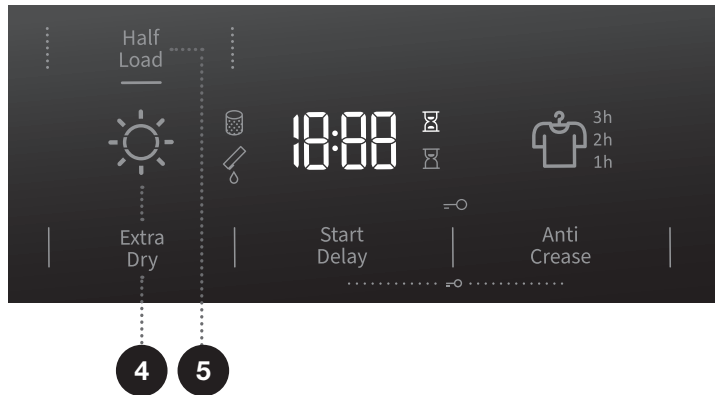 Half
Load
18:88
3h
2h
1h
Extra
Dry
Start
Delay
Anti
Crease
4
5